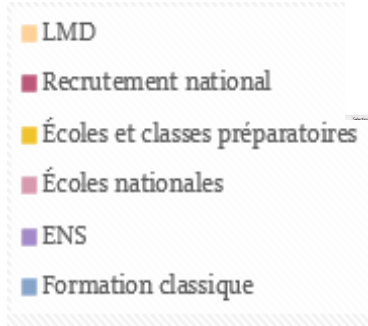 LMD
Recrutement national
Écoles et classes préparatoires
Écoles nationales
ENS
Formation classique